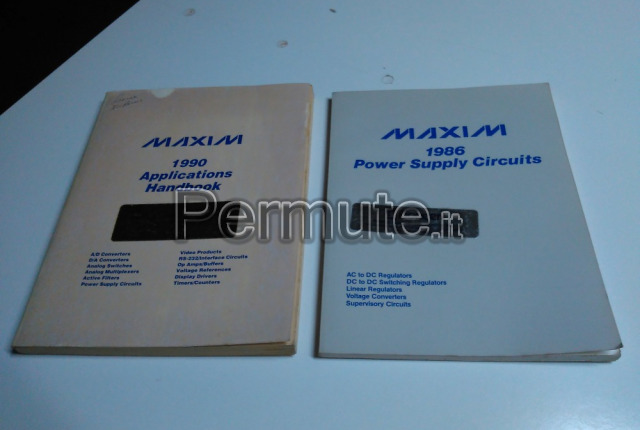 MAXIM
1990
Applications
Handbook
A/D Converters
D/A Converters
Analog Switches
Analog Multiplexers
Active Filters
Power Supply Circuits
Video Products
RS-232/Interface Circuits
Op Amps/Buffers
Voltage References
Display Drivers
Timers/Counters
MAXIM
1986
Power Supply Circuits
AC to DC Regulators
DC to DC Switching Regulators
Linear Regulators
Voltage Converters
Supervisory Circuits
Permute.it